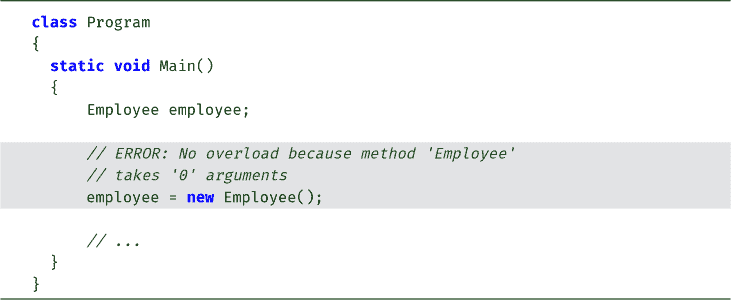 class Program
{
static void Main()
{
Employee employee;
// ERROR: No overload because method 'Employee'
// takes '0' arguments
employee = new Employee();
// ...
}
}